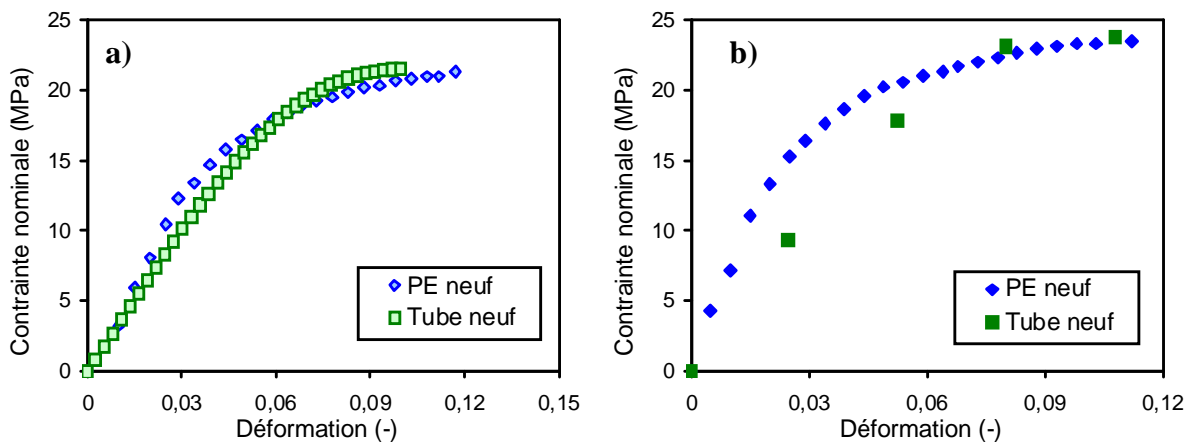 a)
Contrainte nominale (MPa)
25
20
15
10
5
0
0 0,03 0,06 0,09 0,12 0,15
Déformation (-)
PE neuf
Tube neuf
b)
Contrainte nominale (MPa)
25
20
15
10
5
0
0 0,03 0,06 0,09 0,12
Déformation (-)
PE neuf
Tube neuf